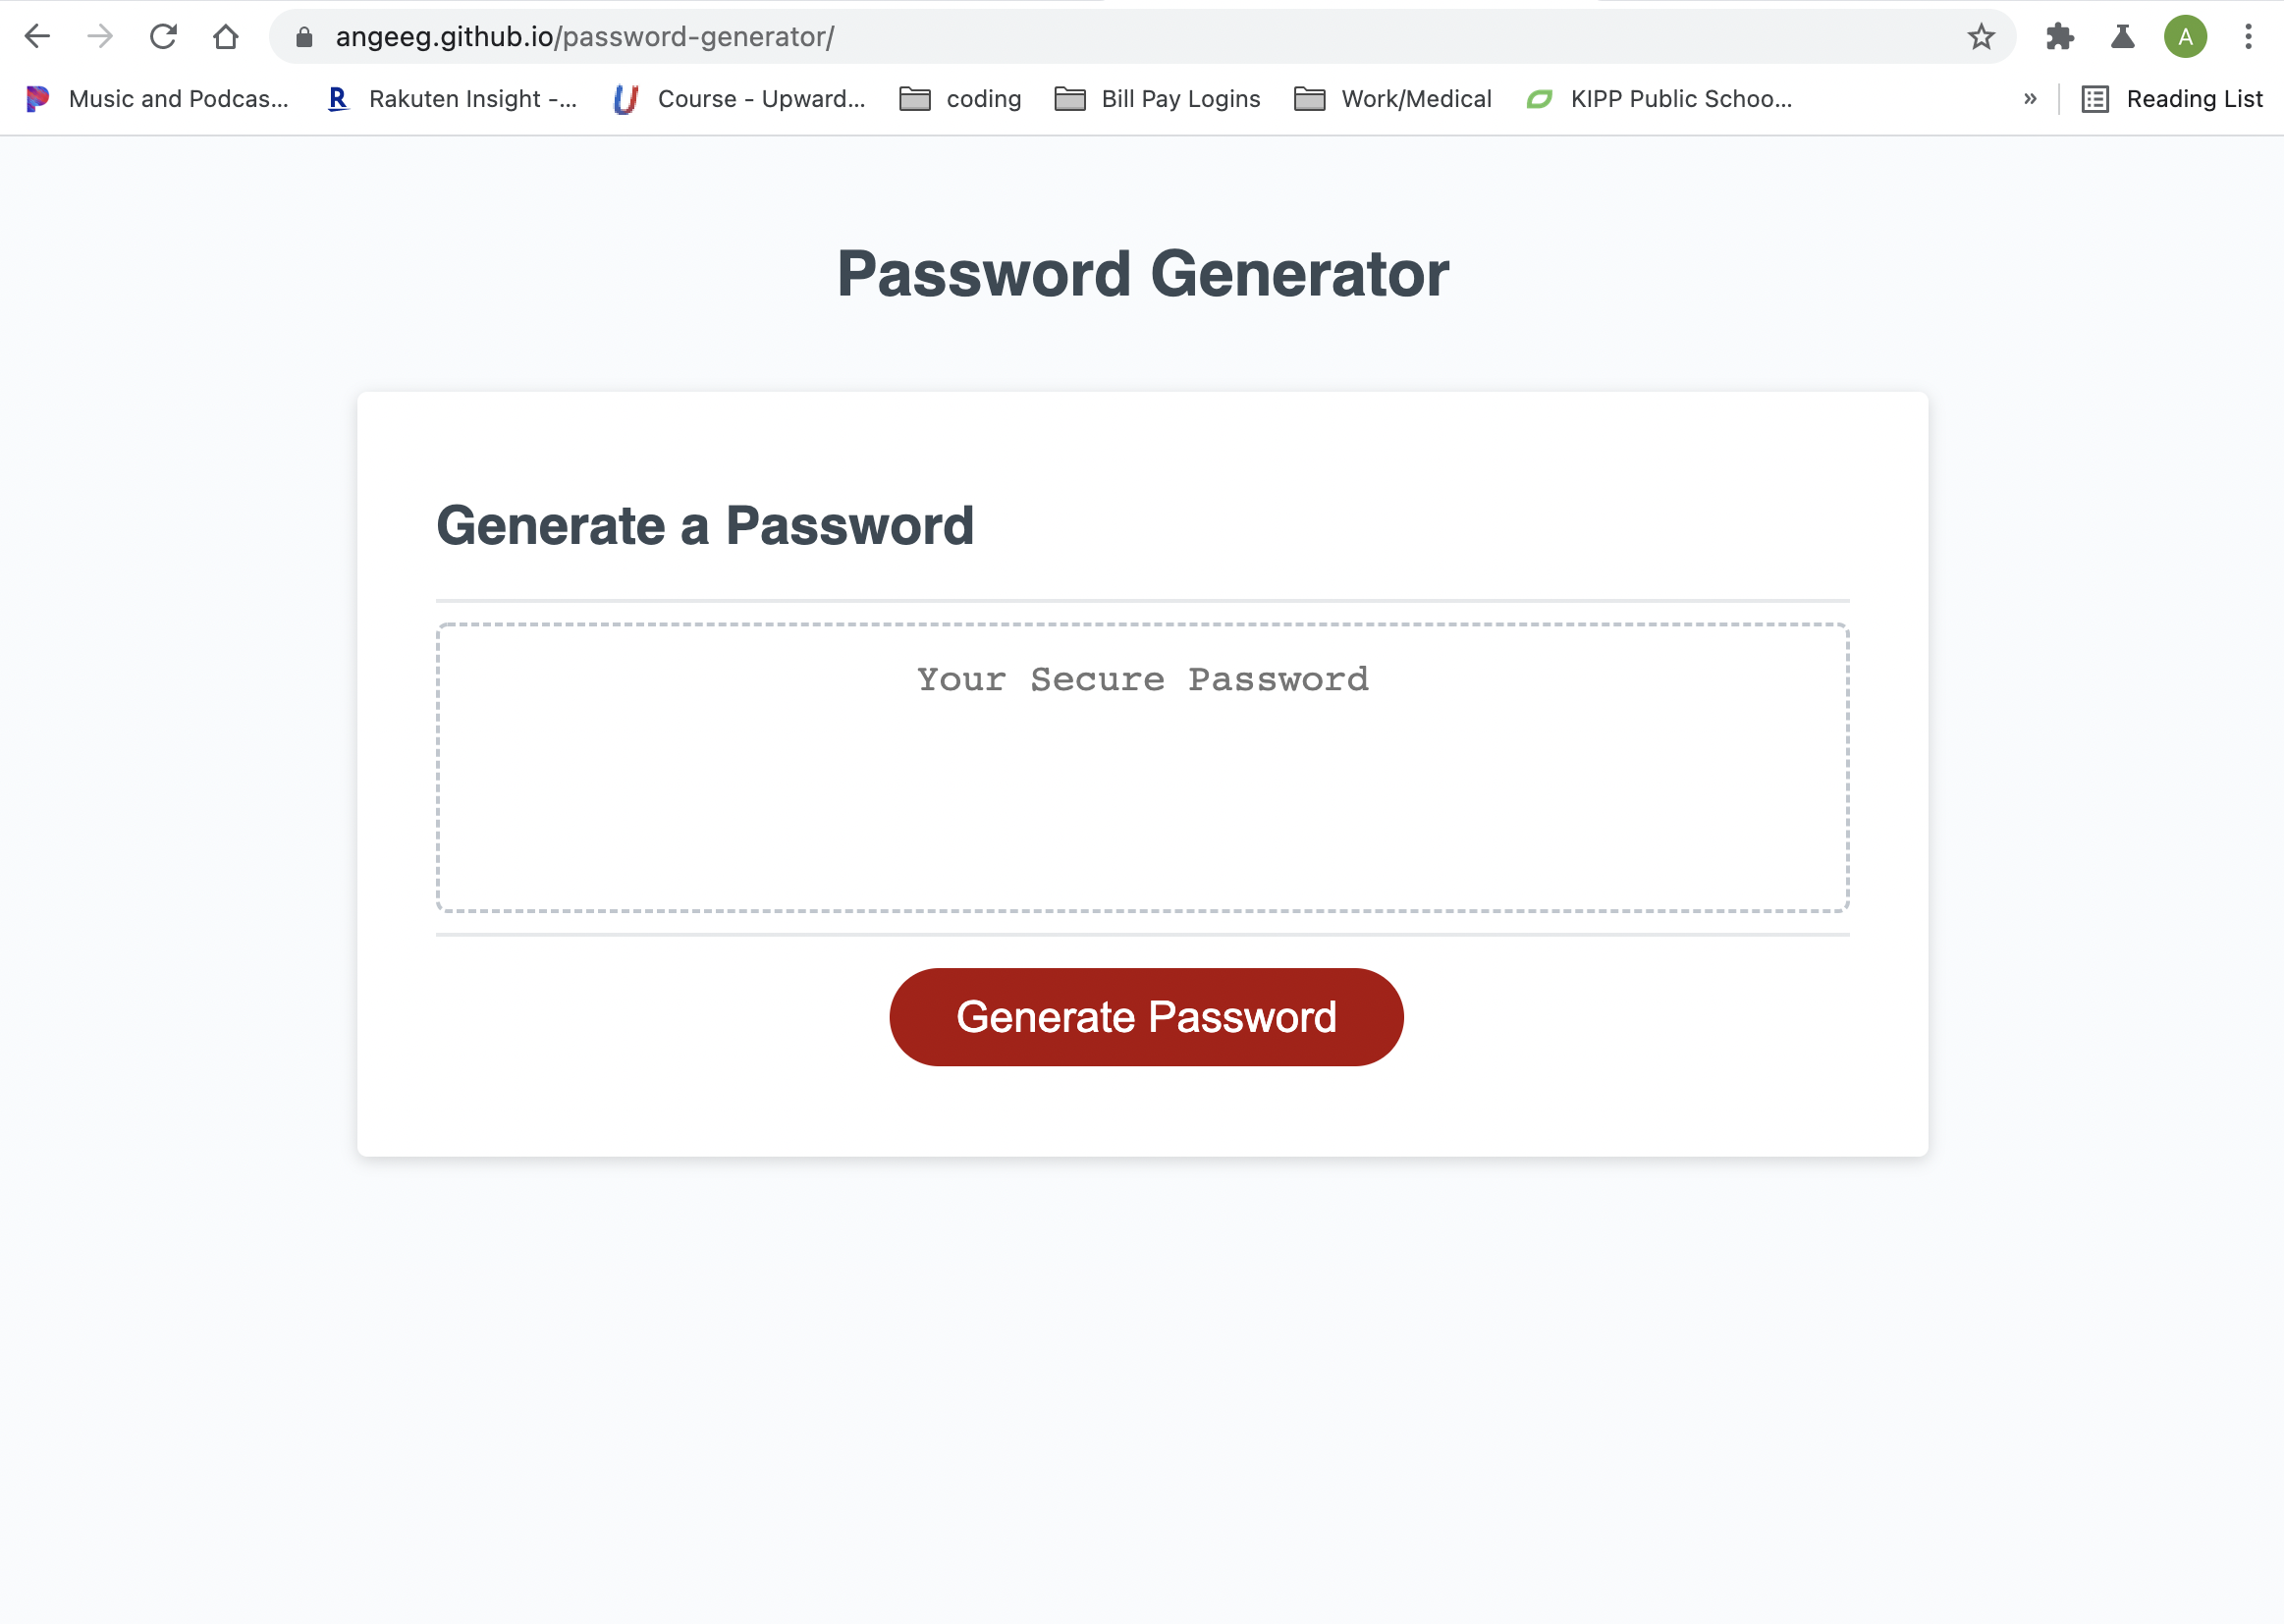 angeeg.github.io/password-generator/
A
Music and Podcas...
Rakuten Insight -...
Course - Upward...
coding
Bill Pay Logins
Work/Medical
KIPP Public Schoo...
»
Reading List
Password Generator
Generate a Password
Your Secure Password
Generate Password